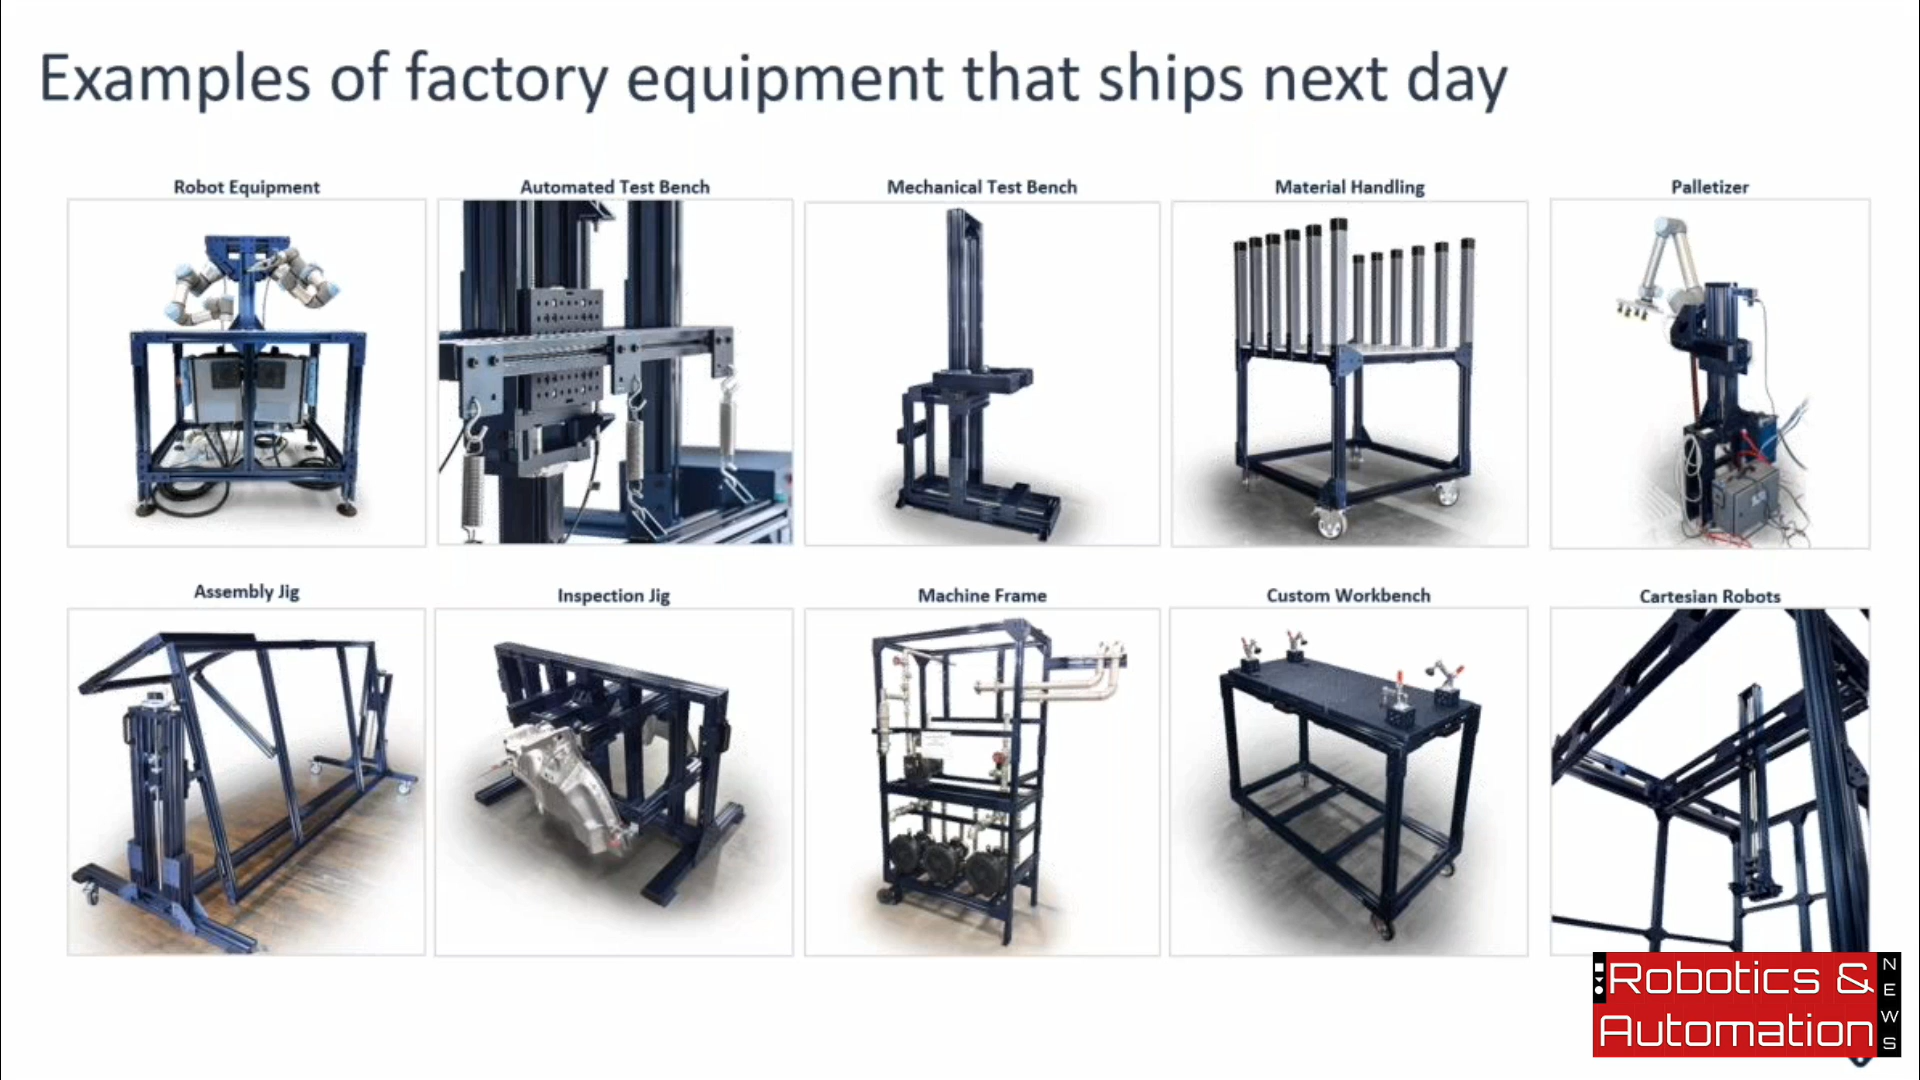 Examples of factory equipment that ships next day
Robot Equipment
Automated Test Bench
Mechanical Test Bench
Material Handling
Palletizer
Assembly Jig
Inspection Jig
Machine Frame
Custom Workbench
Cartesian Robots
Robotics &
Automation
NEWS